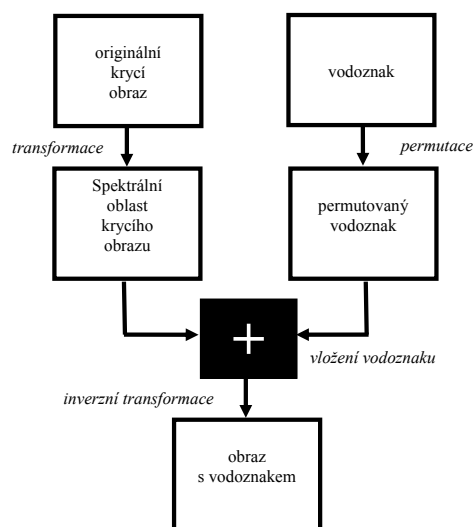 originální
krycí
obraz
vodoznak
transformace
permutace
Spektrální
oblast
krycího
obrazu
permutovaný
vodoznak
+
vložení vodoznaku
inverzní transformace
obraz
s vodoznakem